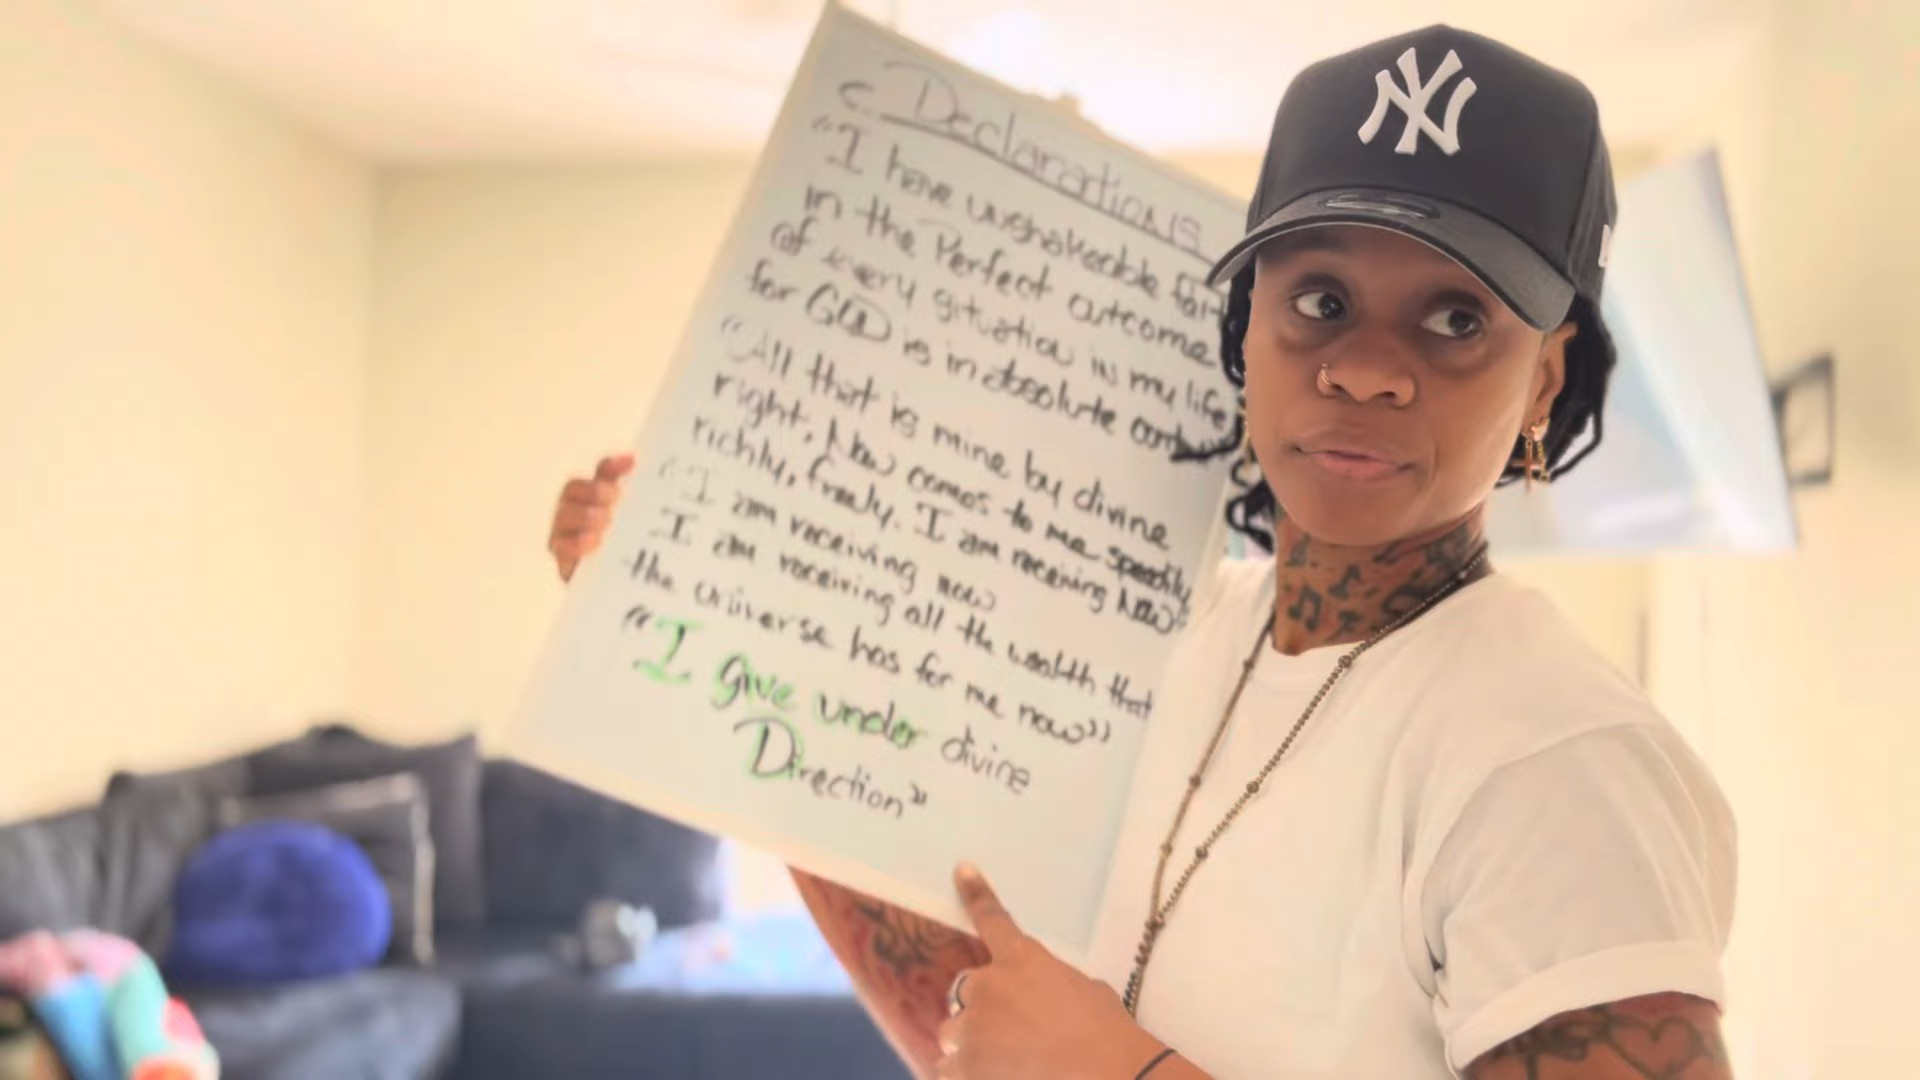 NY
Declarations
"I have unshakeable
in the Perfect outcome
of every situation in my life
for GOD is in absolute
"All that is mine by divine
right, Now comes to me speedily
richly, freely. I am receiving Now"
"I am receiving now
I am receiving all the wealth that
the universe has for me now"
"I give under divine
Direction"